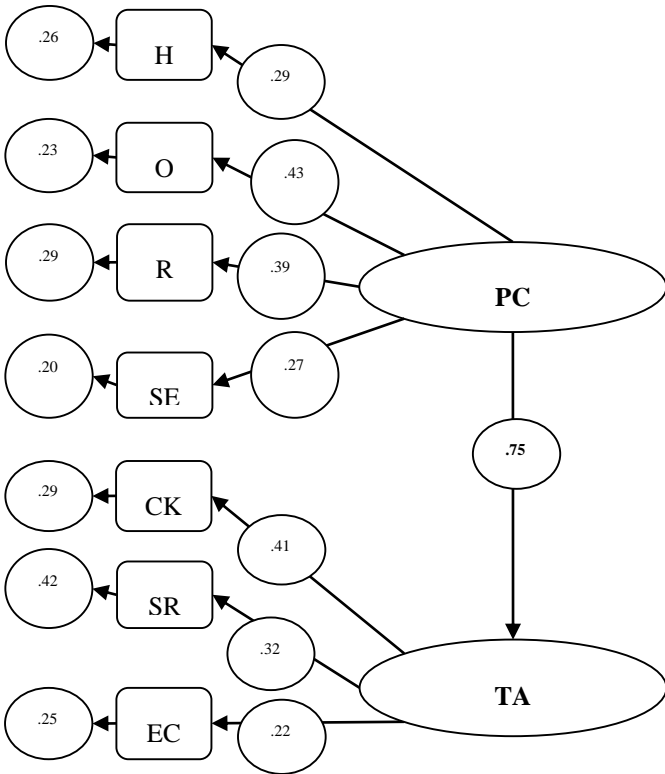 .26
H
.29
.23
O
.43
.29
R
.39
PC
.20
SE
.27
.75
.29
CK
.41
.42
SR
.32
TA
.25
EC
.22